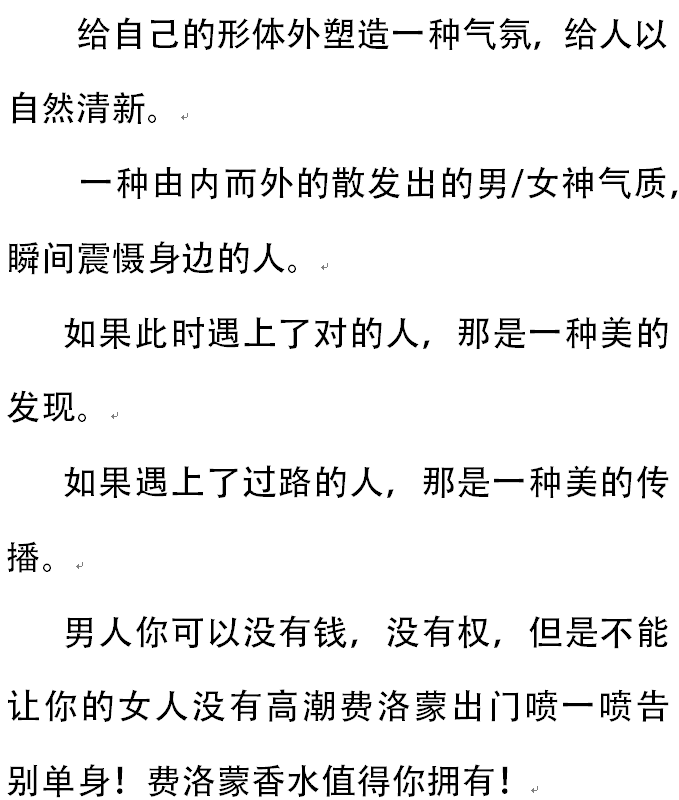 给自己的形体外塑造一种气氛，给人以
自然清新。
一种由内而外的散发出的男/女神气质，
瞬间震慑身边的人。
如果此时遇上了对的人，那是一种美的
发现。
如果遇上了过路的人，那是一种美的传
播。
男人你可以没有钱，没有权，但是不能
让你的女人没有高潮费洛蒙出门喷一喷告
别单身！费洛蒙香水值得你拥有！